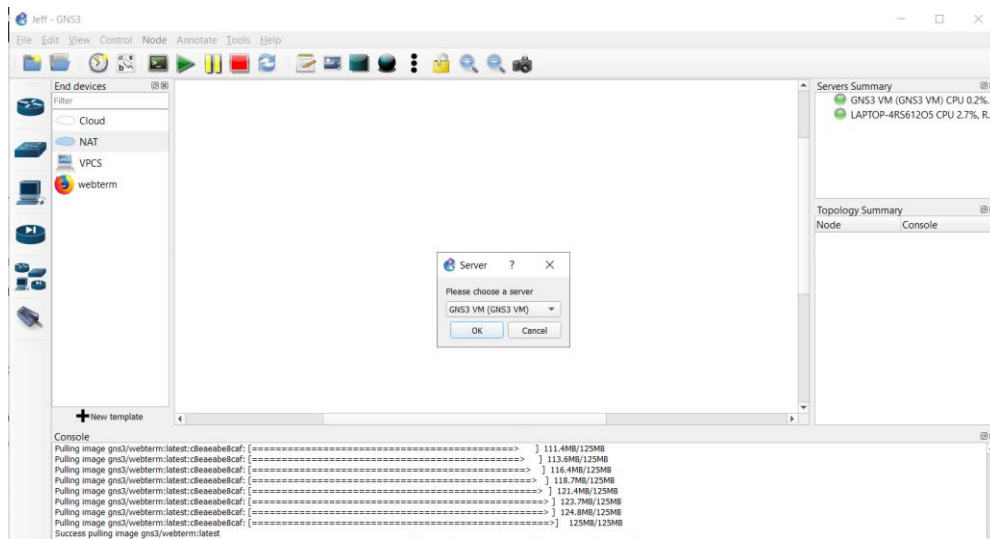 Jeff - GNS3
File Edit View Control Node Annotate Tools Help
End devices
Filter
Cloud
NAT
VPCS
webterm
New template
Servers Summary
GNS3 VM (GNS3 VM) CPU 0.2%.
LAPTOP-4RS612O5 CPU 2.7%, R.
Topology Summary
Node Console
Server ? ×
Please choose a server
GNS3 VM (GNS3 VM)
OK Cancel
Console
Pulling image gns3/webterm:latest:c8eaeabe8caf: [==================================================> ] 111.4MB/125MB
Pulling image gns3/webterm:latest:c8eaeabe8caf: [===================================================> ] 113.6MB/125MB
Pulling image gns3/webterm:latest:c8eaeabe8caf: [====================================================> ] 116.4MB/125MB
Pulling image gns3/webterm:latest:c8eaeabe8caf: [=====================================================> ] 118.7MB/125MB
Pulling image gns3/webterm:latest:c8eaeabe8caf: [======================================================> ] 121.4MB/125MB
Pulling image gns3/webterm:latest:c8eaeabe8caf: [=======================================================> ] 123.7MB/125MB
Pulling image gns3/webterm:latest:c8eaeabe8caf: [=======================================================> ] 124.8MB/125MB
Pulling image gns3/webterm:latest:c8eaeabe8caf: [========================================================>] 125MB/125MB
Success pulling image gns3/webterm:latest